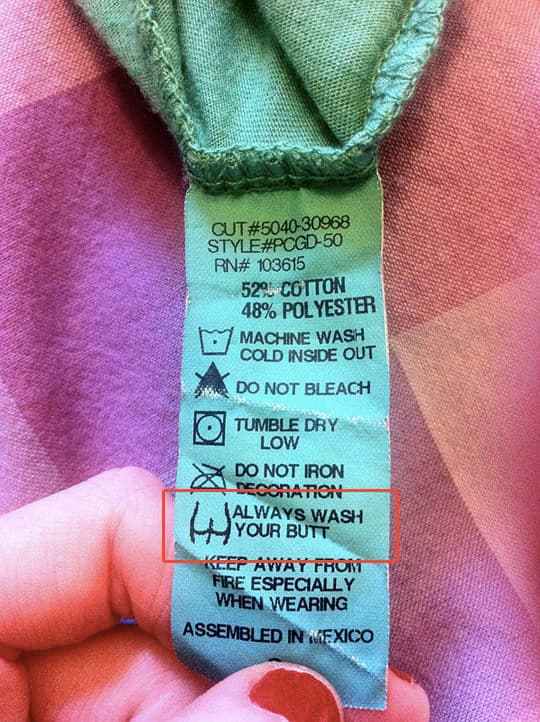 CUT#5040-30968
STYLE#PCGD-50
RN# 103615
52% COTTON
48% POLYESTER
MACHINE WASH
COLD INSIDE OUT
DO NOT BLEACH
TUMBLE DRY
LOW
DO NOT IRON
DECORATION
ALWAYS WASH
YOUR BUTT
KEEP AWAY FROM
FIRE ESPECIALLY
WHEN WEARING
ASSEMBLED IN MEXICO